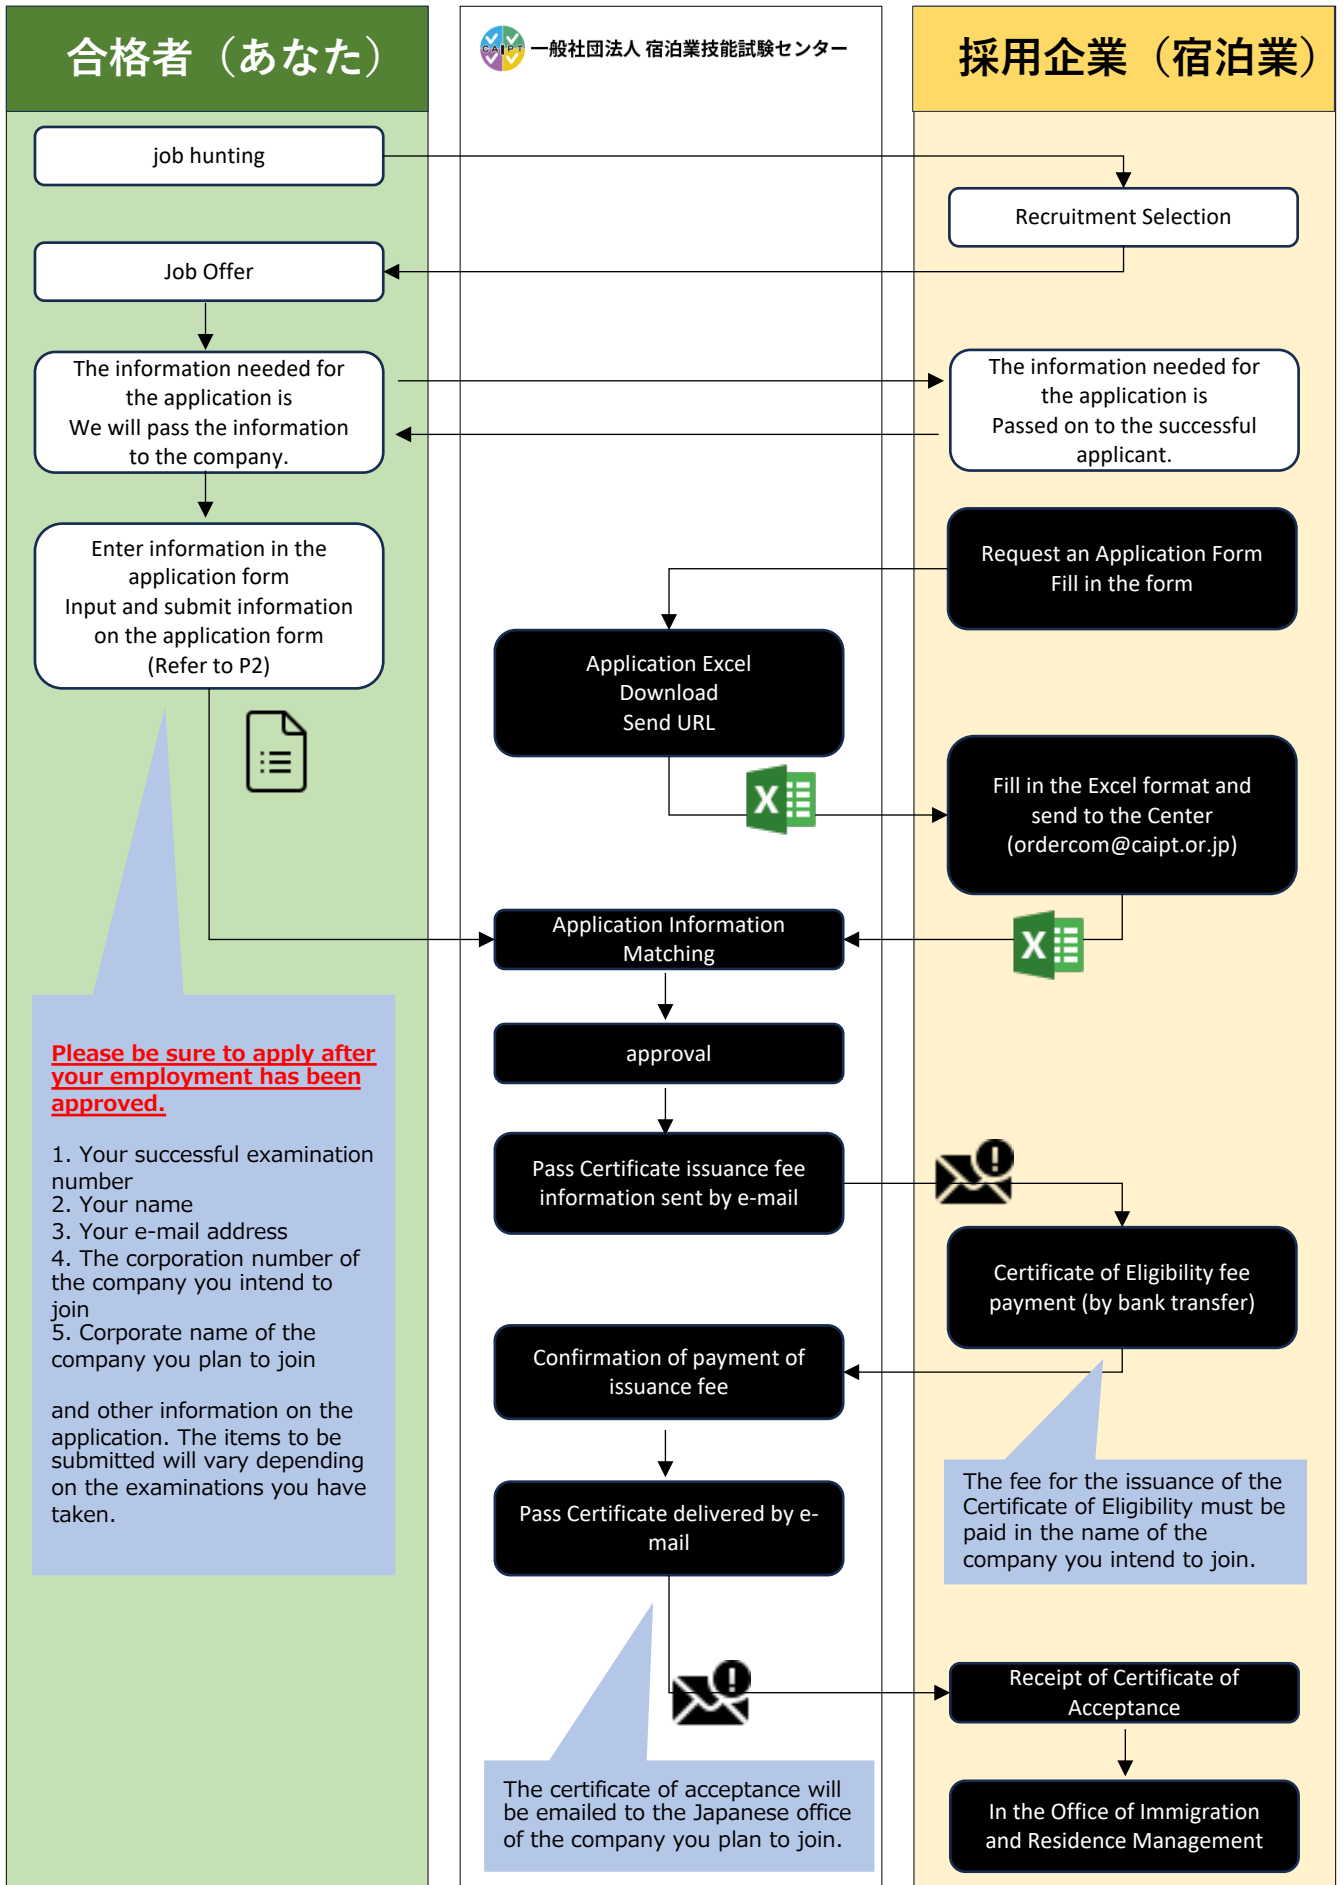 合格者（あなた）
CAIPT
一般社団法人 宿泊業技能試験センター
採用企業（宿泊業）
job hunting
Recruitment Selection
Job Offer
The information needed for
the application is
We will pass the information
to the company.
The information needed for
the application is
Passed on to the successful
applicant.
Enter information in the
application form
Input and submit information
on the application form
(Refer to P2)
Request an Application Form
Fill in the form
Application Excel
Download
Send URL
Fill in the Excel format and
send to the Center
(ordercom@caipt.or.jp)
Application Information
Matching
approval
Please be sure to apply after
your employment has been
approved.
1. Your successful examination
number
2. Your name
3. Your e-mail address
4. The corporation number of
the company you intend to
join
5. Corporate name of the
company you plan to join
and other information on the
application. The items to be
submitted will vary depending
on the examinations you have
taken.
Pass Certificate issuance fee
information sent by e-mail
Certificate of Eligibility fee
payment (by bank transfer)
Confirmation of payment of
issuance fee
The fee for the issuance of the
Certificate of Eligibility must be
paid in the name of the
company you intend to join.
Pass Certificate delivered by e-
mail
Receipt of Certificate of
Acceptance
The certificate of acceptance will
be emailed to the Japanese office
of the company you plan to join.
In the Office of Immigration
and Residence Management